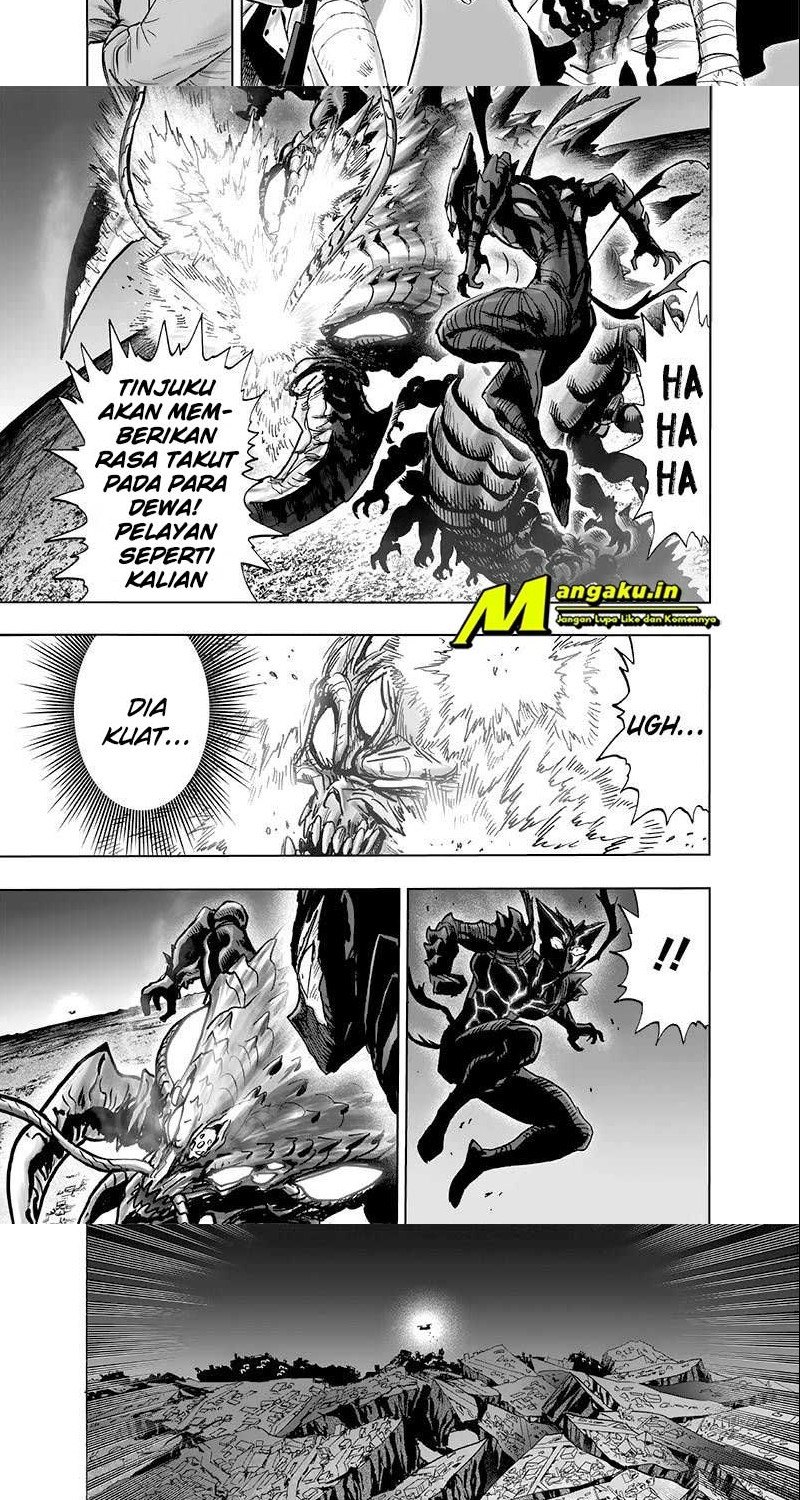 HA
HA
HA
TINJUKU
AKAN MEM-
BERIKAN
RASA TAKUT
PADA PARA
DEWA!
PELAYAN
SEPERTI
KALIAN
Mangaku.in
Jangan Lupa Like dan Komennya
UGH...
DIA
KUAT...
!!